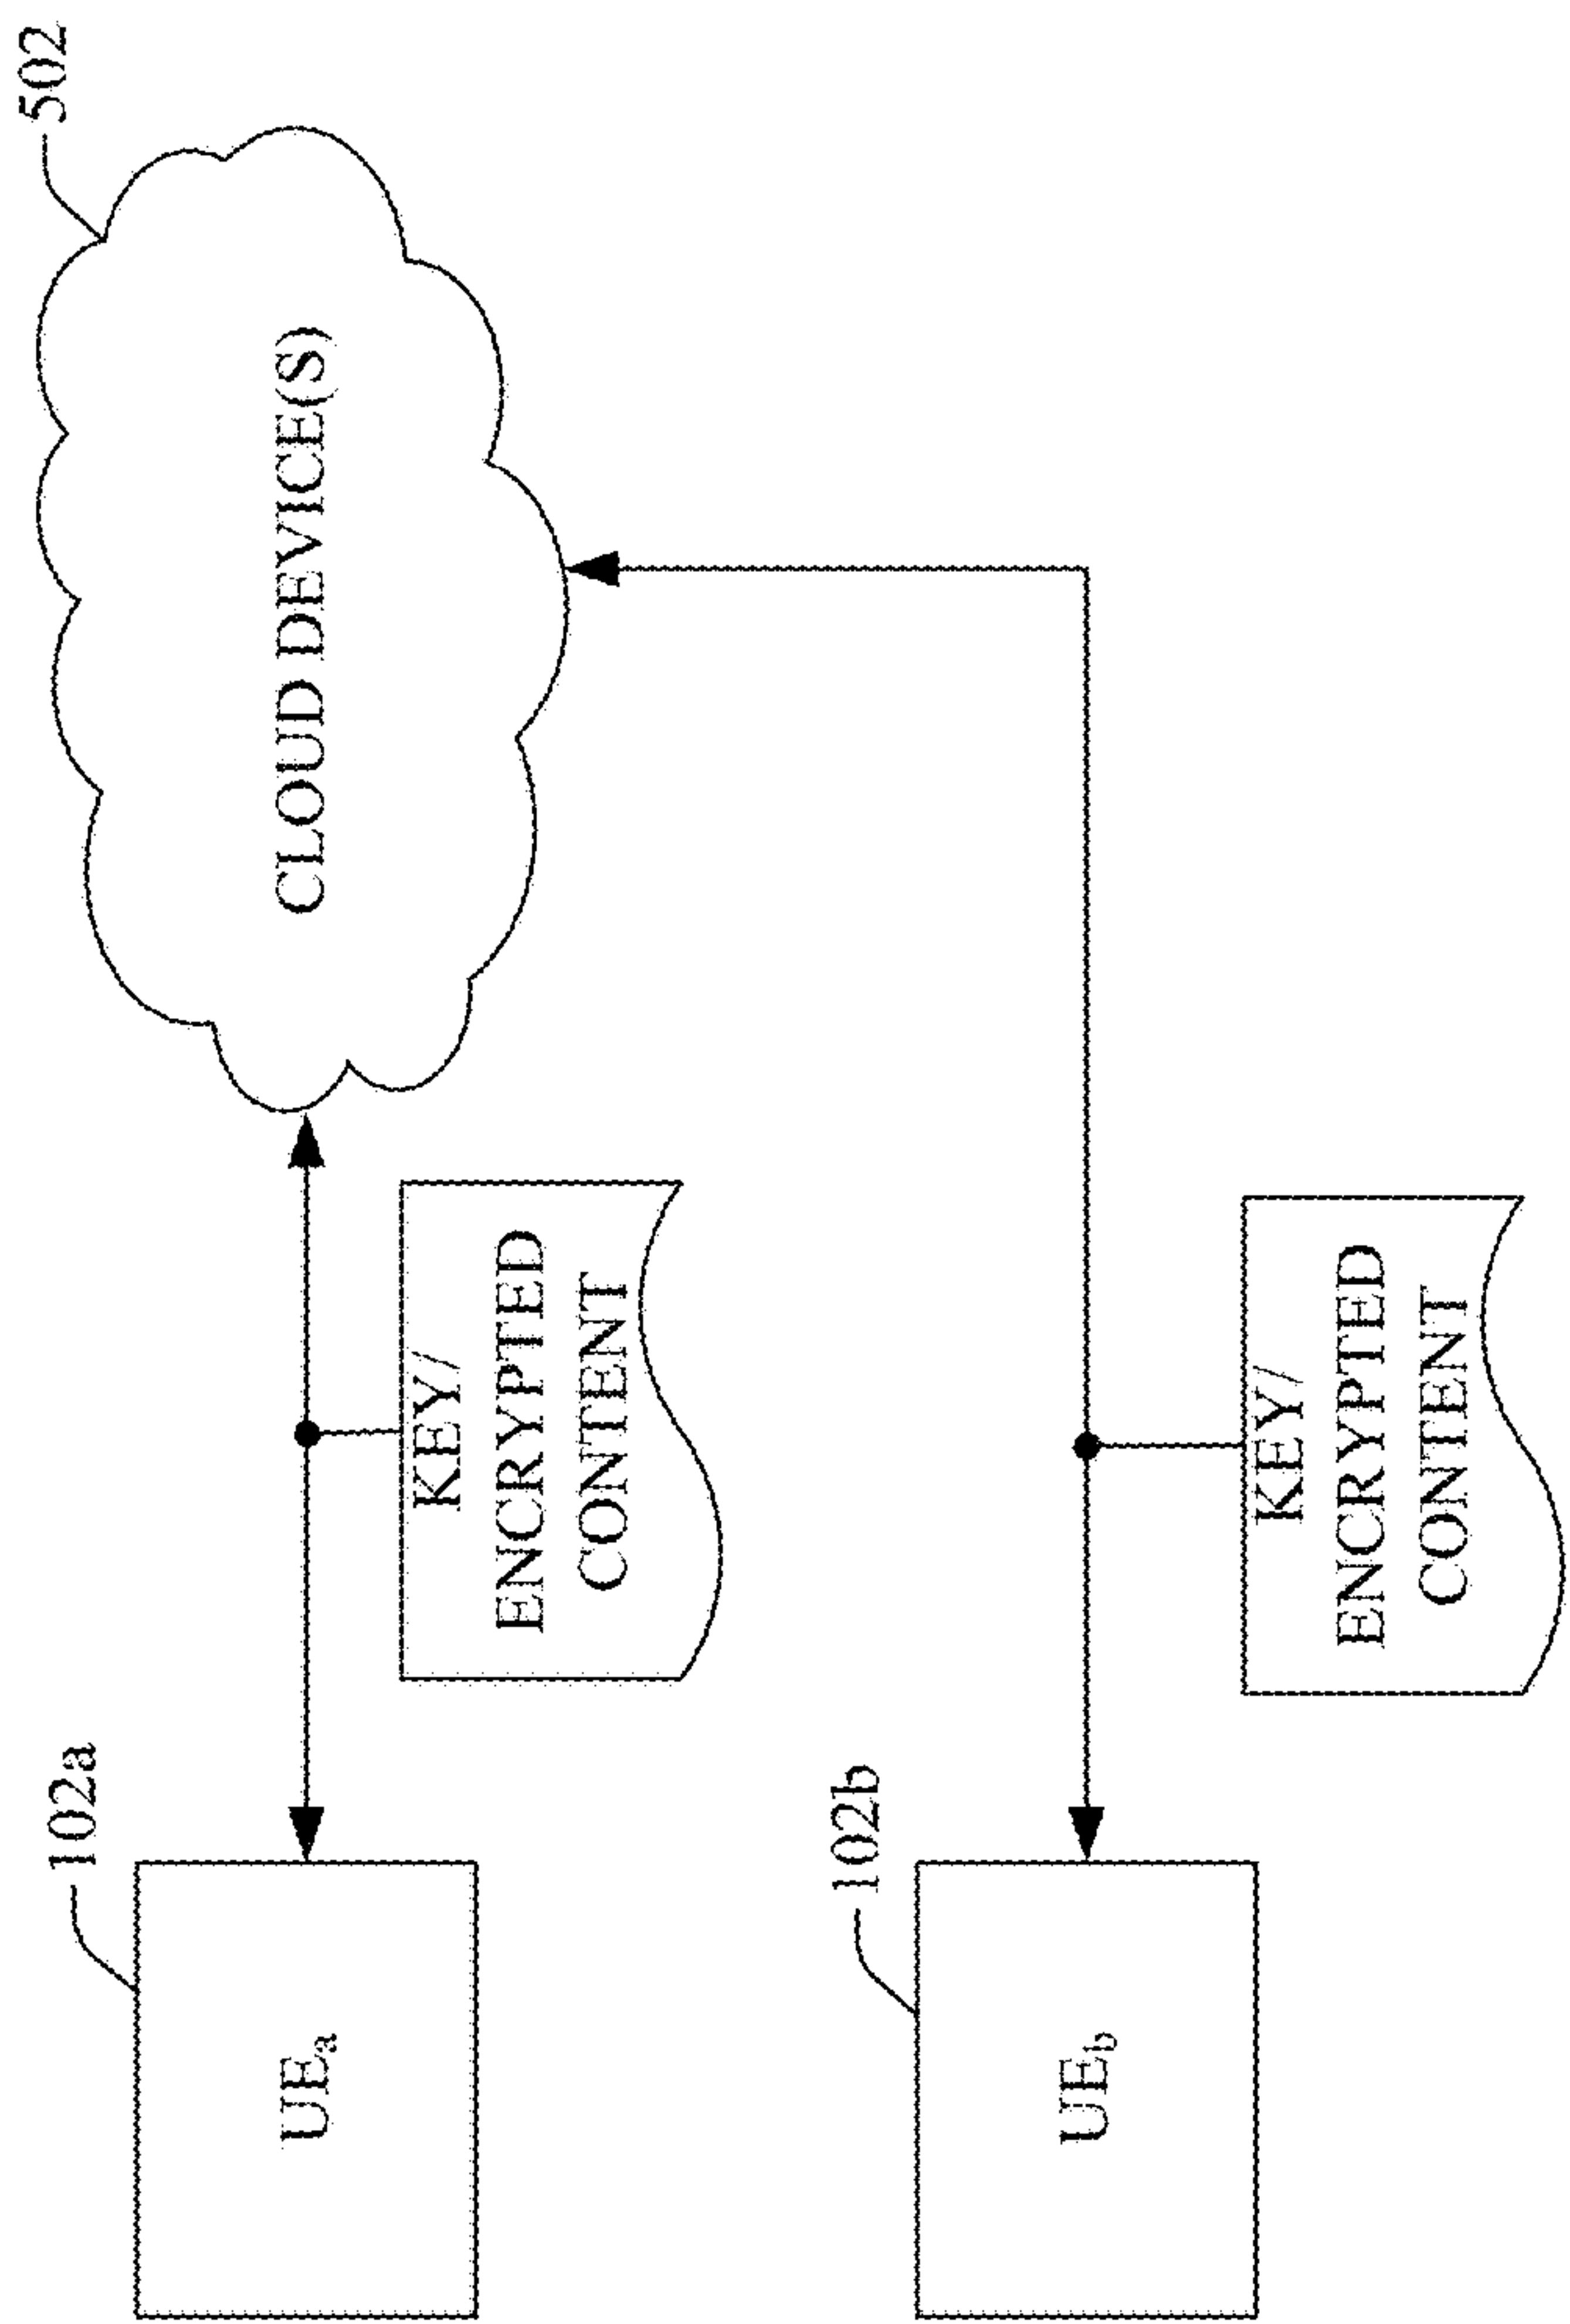 502
CLOUD DEVICE(S)
102a
UEa
KEY/
ENCRYPTED
CONTENT
102b
UEb
KEY/
ENCRYPTED
CONTENT